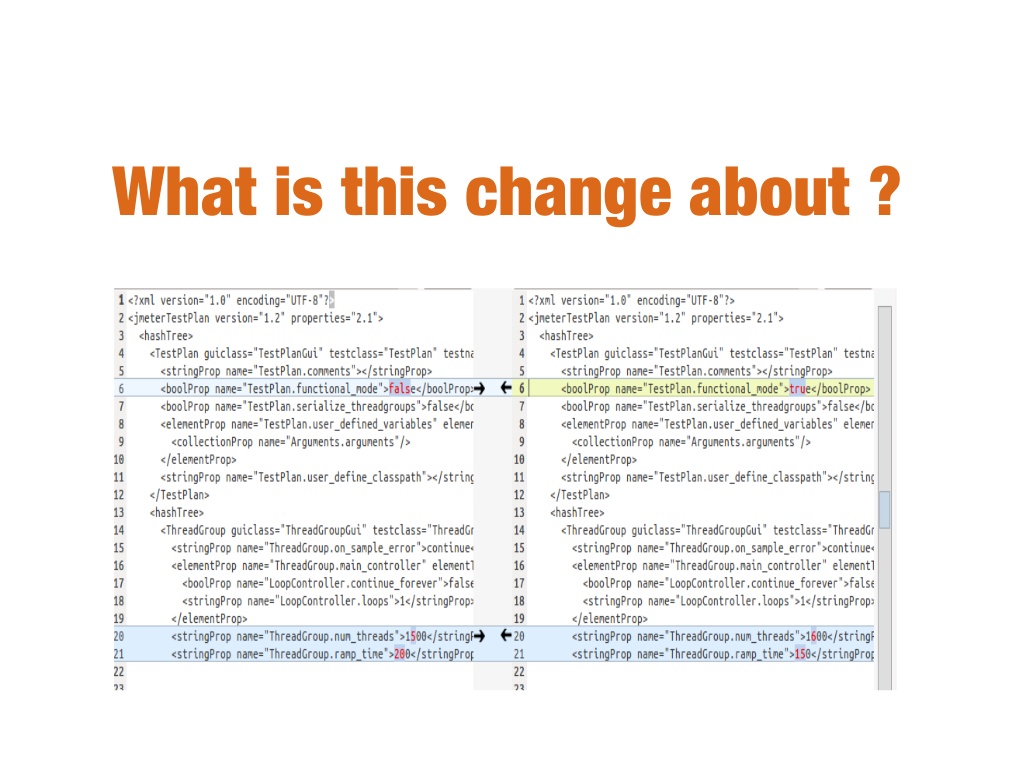 What is this change about ?
1 <?xml version="1.0" encoding="UTF-8"?>
2 <jmeterTestPlan version="1.2" properties="2.1">
3 <hashTree>
4 <TestPlan guiclass="TestPlanGui" testclass="TestPlan" testna
5 <stringProp name="TestPlan.comments"></stringProp>
6 <boolProp name="TestPlan.functional_mode">false</boolProp>
7 <boolProp name="TestPlan.serialize_threadgroups">false</bo
8 <elementProp name="TestPlan.user_defined_variables" elemen
9 <collectionProp name="Arguments.arguments"/>
10 </elementProp>
11 <stringProp name="TestPlan.user_define_classpath"></string
12 </TestPlan>
13 <hashTree>
14 <ThreadGroup guiclass="ThreadGroupGui" testclass="ThreadGr
15 <stringProp name="ThreadGroup.on_sample_error">continue<
16 <elementProp name="ThreadGroup.main_controller" elementT
17 <boolProp name="LoopController.continue_forever">false
18 <stringProp name="LoopController.loops">1</stringProp>
19 </elementProp>
20 <stringProp name="ThreadGroup.num_threads">1500</stringP
21 <stringProp name="ThreadGroup.ramp_time">200</stringProp
22
23
1 <?xml version="1.0" encoding="UTF-8"?>
2 <jmeterTestPlan version="1.2" properties="2.1">
3 <hashTree>
4 <TestPlan guiclass="TestPlanGui" testclass="TestPlan" testna
5 <stringProp name="TestPlan.comments"></stringProp>
6 <boolProp name="TestPlan.functional_mode">true</boolProp>
7 <boolProp name="TestPlan.serialize_threadgroups">false</bo
8 <elementProp name="TestPlan.user_defined_variables" elemen
9 <collectionProp name="Arguments.arguments"/>
10 </elementProp>
11 <stringProp name="TestPlan.user_define_classpath"></string
12 </TestPlan>
13 <hashTree>
14 <ThreadGroup guiclass="ThreadGroupGui" testclass="ThreadGr
15 <stringProp name="ThreadGroup.on_sample_error">continue<
16 <elementProp name="ThreadGroup.main_controller" elementT
17 <boolProp name="LoopController.continue_forever">false
18 <stringProp name="LoopController.loops">1</stringProp>
19 </elementProp>
20 <stringProp name="ThreadGroup.num_threads">1600</stringP
21 <stringProp name="ThreadGroup.ramp_time">150</stringProp
22
23